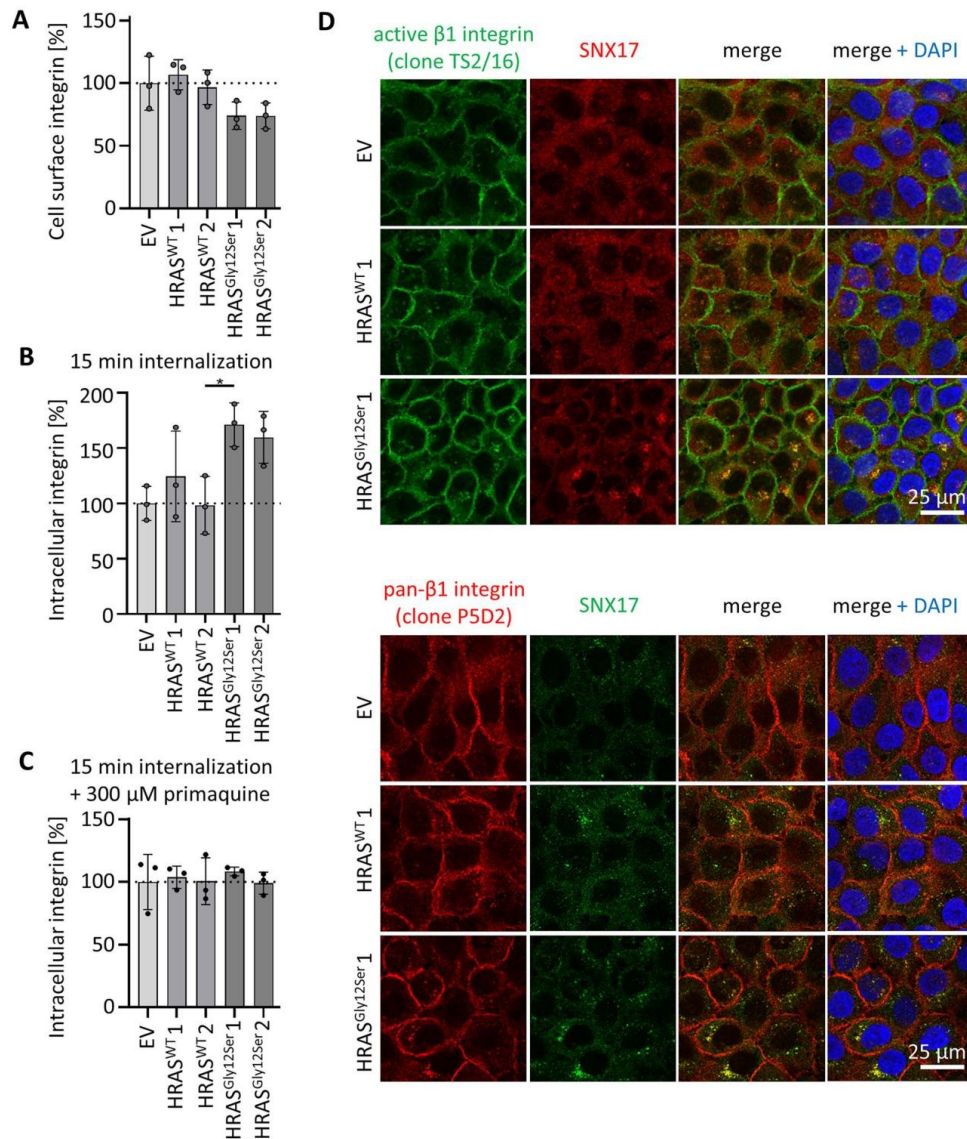 A
Cell surface integrin [%]
150
100
50
0
EV
HRASᵂᵀ 1
HRASᵂᵀ 2
HRASᴳˡʸ¹²ˢᵉʳ 1
HRASᴳˡʸ¹²ˢᵉʳ 2
B
15 min internalization
Intracellular integrin [%]
200
150
100
50
0
*
EV
HRASᵂᵀ 1
HRASᵂᵀ 2
HRASᴳˡʸ¹²ˢᵉʳ 1
HRASᴳˡʸ¹²ˢᵉʳ 2
C
15 min internalization
+ 300 µM primaquine
Intracellular integrin [%]
150
100
50
0
EV
HRASᵂᵀ 1
HRASᵂᵀ 2
HRASᴳˡʸ¹²ˢᵉʳ 1
HRASᴳˡʸ¹²ˢᵉʳ 2
D
active β1 integrin
(clone TS2/16)
SNX17
merge
merge + DAPI
EV
HRASᵂᵀ 1
HRASᴳˡʸ¹²ˢᵉʳ 1
25 µm
pan-β1 integrin
(clone P5D2)
SNX17
merge
merge + DAPI
EV
HRASᵂᵀ 1
HRASᴳˡʸ¹²ˢᵉʳ 1
25 µm